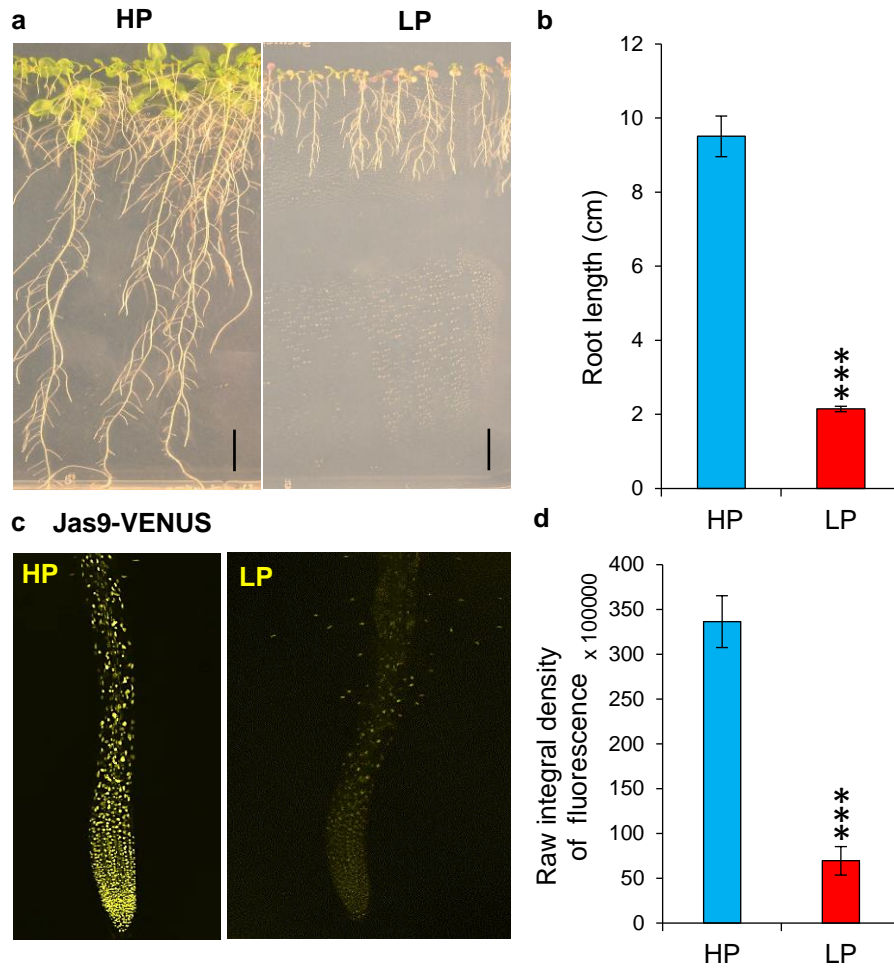 a
HP
LP
b
Root length (cm)
12
10
8
6
4
2
0
***
HP
LP
c Jas9-VENUS
HP
LP
d
Raw integral density
of fluorescence x 100000
400
350
300
250
200
150
100
50
0
***
HP
LP